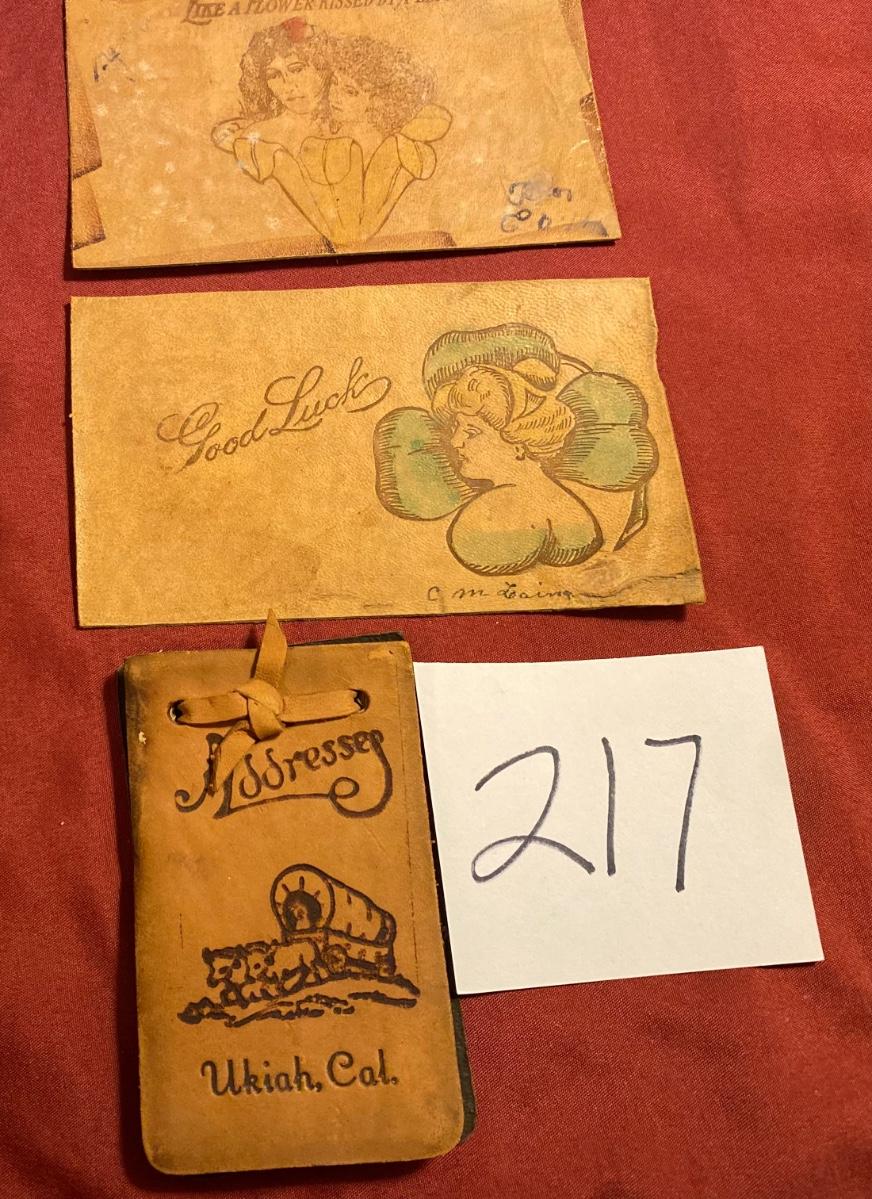 LIKE A FLOWER KISSED BY A
Good Luck
C M
Addresses
217
Ukiah, Cal.